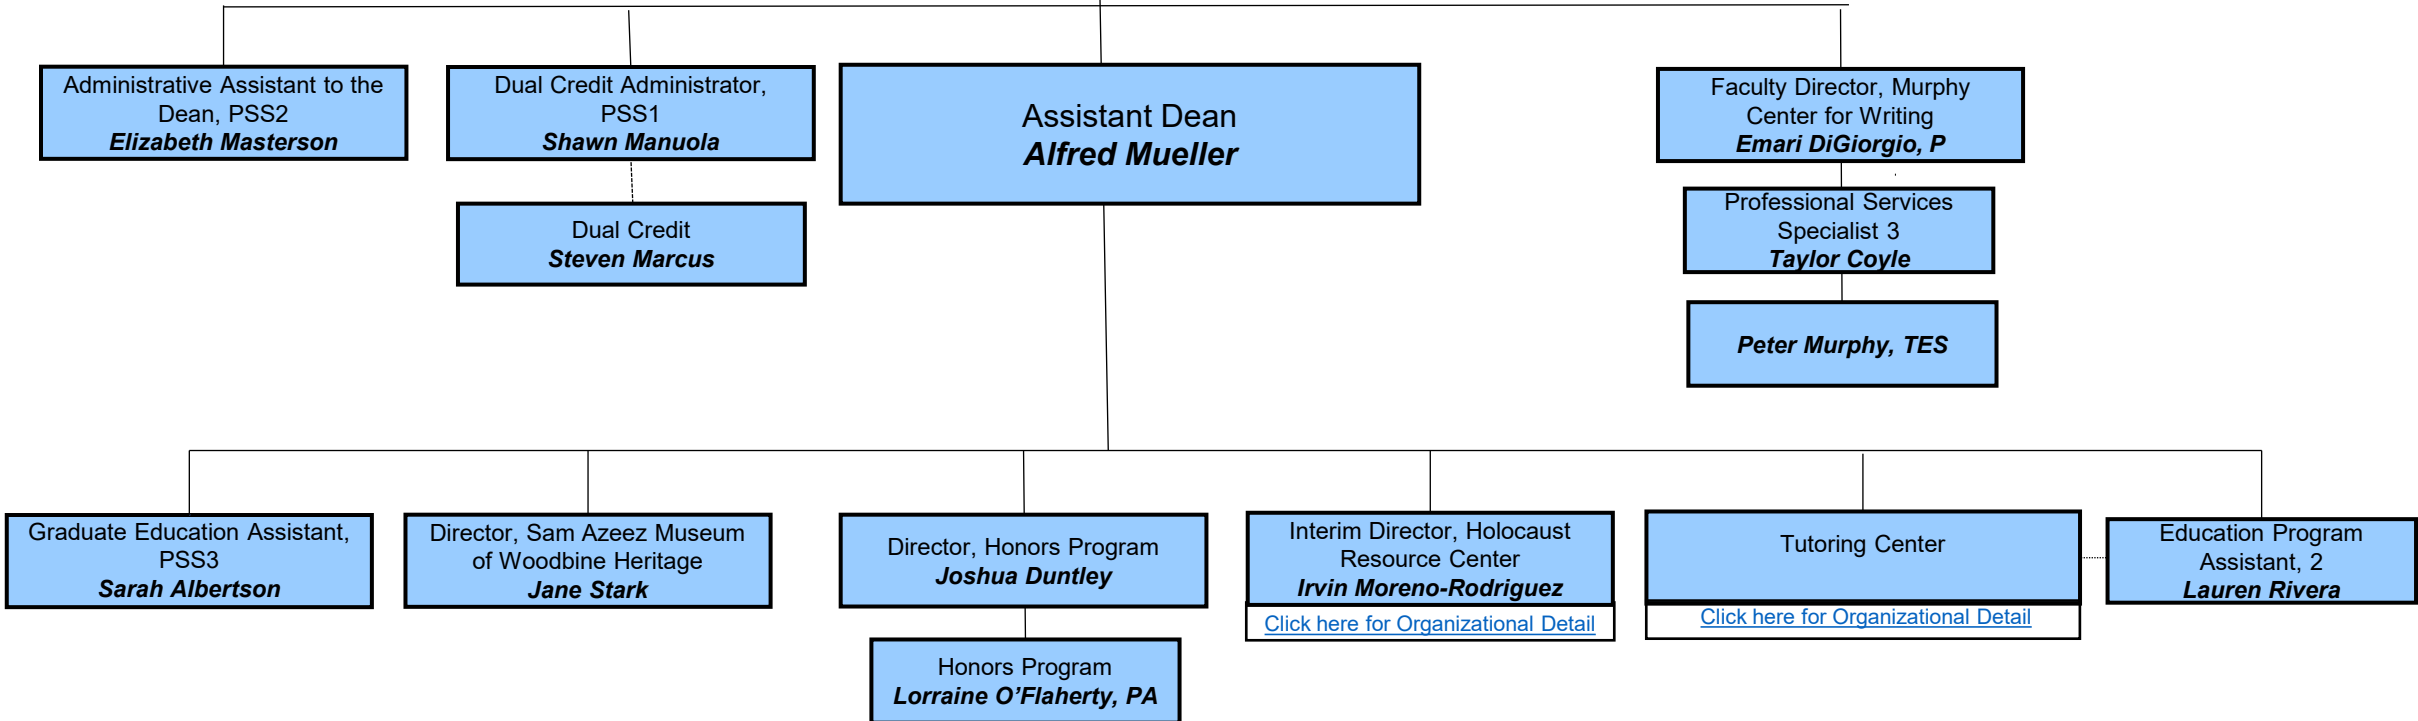 Administrative Assistant to the
Dean, PSS2
Elizabeth Masterson
Dual Credit Administrator,
PSS1
Shawn Manuola
Assistant Dean
Alfred Mueller
Faculty Director, Murphy
Center for Writing
Emari DiGiorgio, P
Dual Credit
Steven Marcus
Professional Services
Specialist 3
Taylor Coyle
Peter Murphy, TES
Graduate Education Assistant,
PSS3
Sarah Albertson
Director, Sam Azeez Museum
of Woodbine Heritage
Jane Stark
Director, Honors Program
Joshua Duntley
Interim Director, Holocaust
Resource Center
Irvin Moreno-Rodriguez
Click here for Organizational Detail
Tutoring Center
Click here for Organizational Detail
Education Program
Assistant, 2
Lauren Rivera
Honors Program
Lorraine O’Flaherty, PA